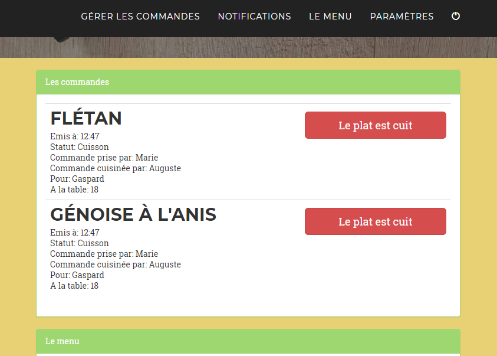 GÉRER LES COMMANDES NOTIFICATIONS LE MENU PARAMÈTRES
Les commandes
FLÉTAN
Le plat est cuit
Emis à: 12:47
Statut: Cuisson
Commande prise par: Marie
Commande cuisinée par: Auguste
Pour: Gaspard
A la table: 18
GÉNOISE À L'ANIS
Le plat est cuit
Emis à: 12:47
Statut: Cuisson
Commande prise par: Marie
Commande cuisinée par: Auguste
Pour: Gaspard
A la table: 18
Le menu